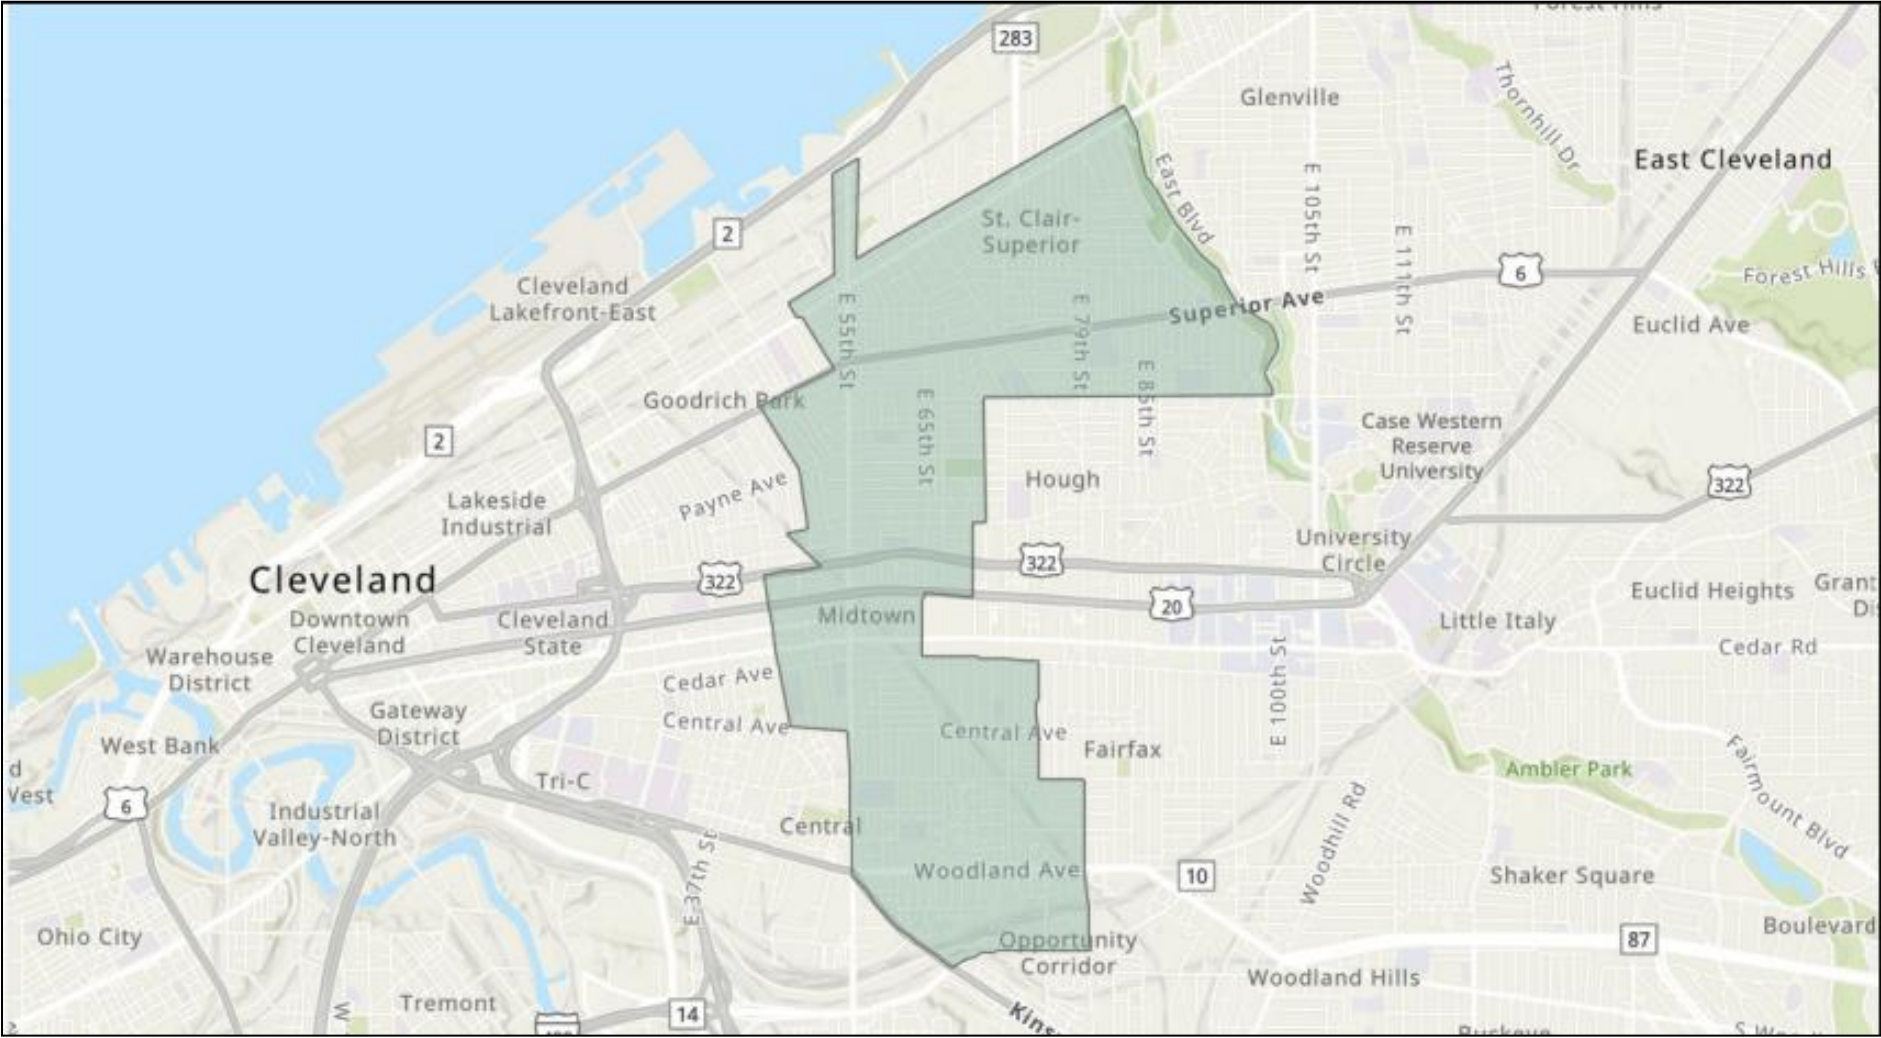 283
Glenville
Thornhill Dr
East Cleveland
East Blvd
E 105th St
St. Clair-
Superior
2
E 111th St
6
Forest Hills
Cleveland
Lakefront-East
E 55th St
E 79th St
Superior Ave
Euclid Ave
E 85th St
Goodrich Park
E 65th St
2
Case Western
Reserve
University
Hough
322
Payne Ave
Lakeside
Industrial
University
Circle
322
322
Cleveland
20
Euclid Heights
Grant
Downtown
Cleveland
Cleveland
State
Midtown
Little Italy
Cedar Rd
Warehouse
District
Cedar Ave
E 100th St
Gateway
District
Central Ave
Central Ave
West Bank
Fairfax
Fairmount Blvd
Ambler Park
d
West
Tri-C
6
Industrial
Valley-North
Central
E 37th St
Woodland Ave
10
Woodhill Rd
Shaker Square
Ohio City
Opportunity
Corridor
87
Boulevard
Woodland Hills
Tremont
14
W
Kins